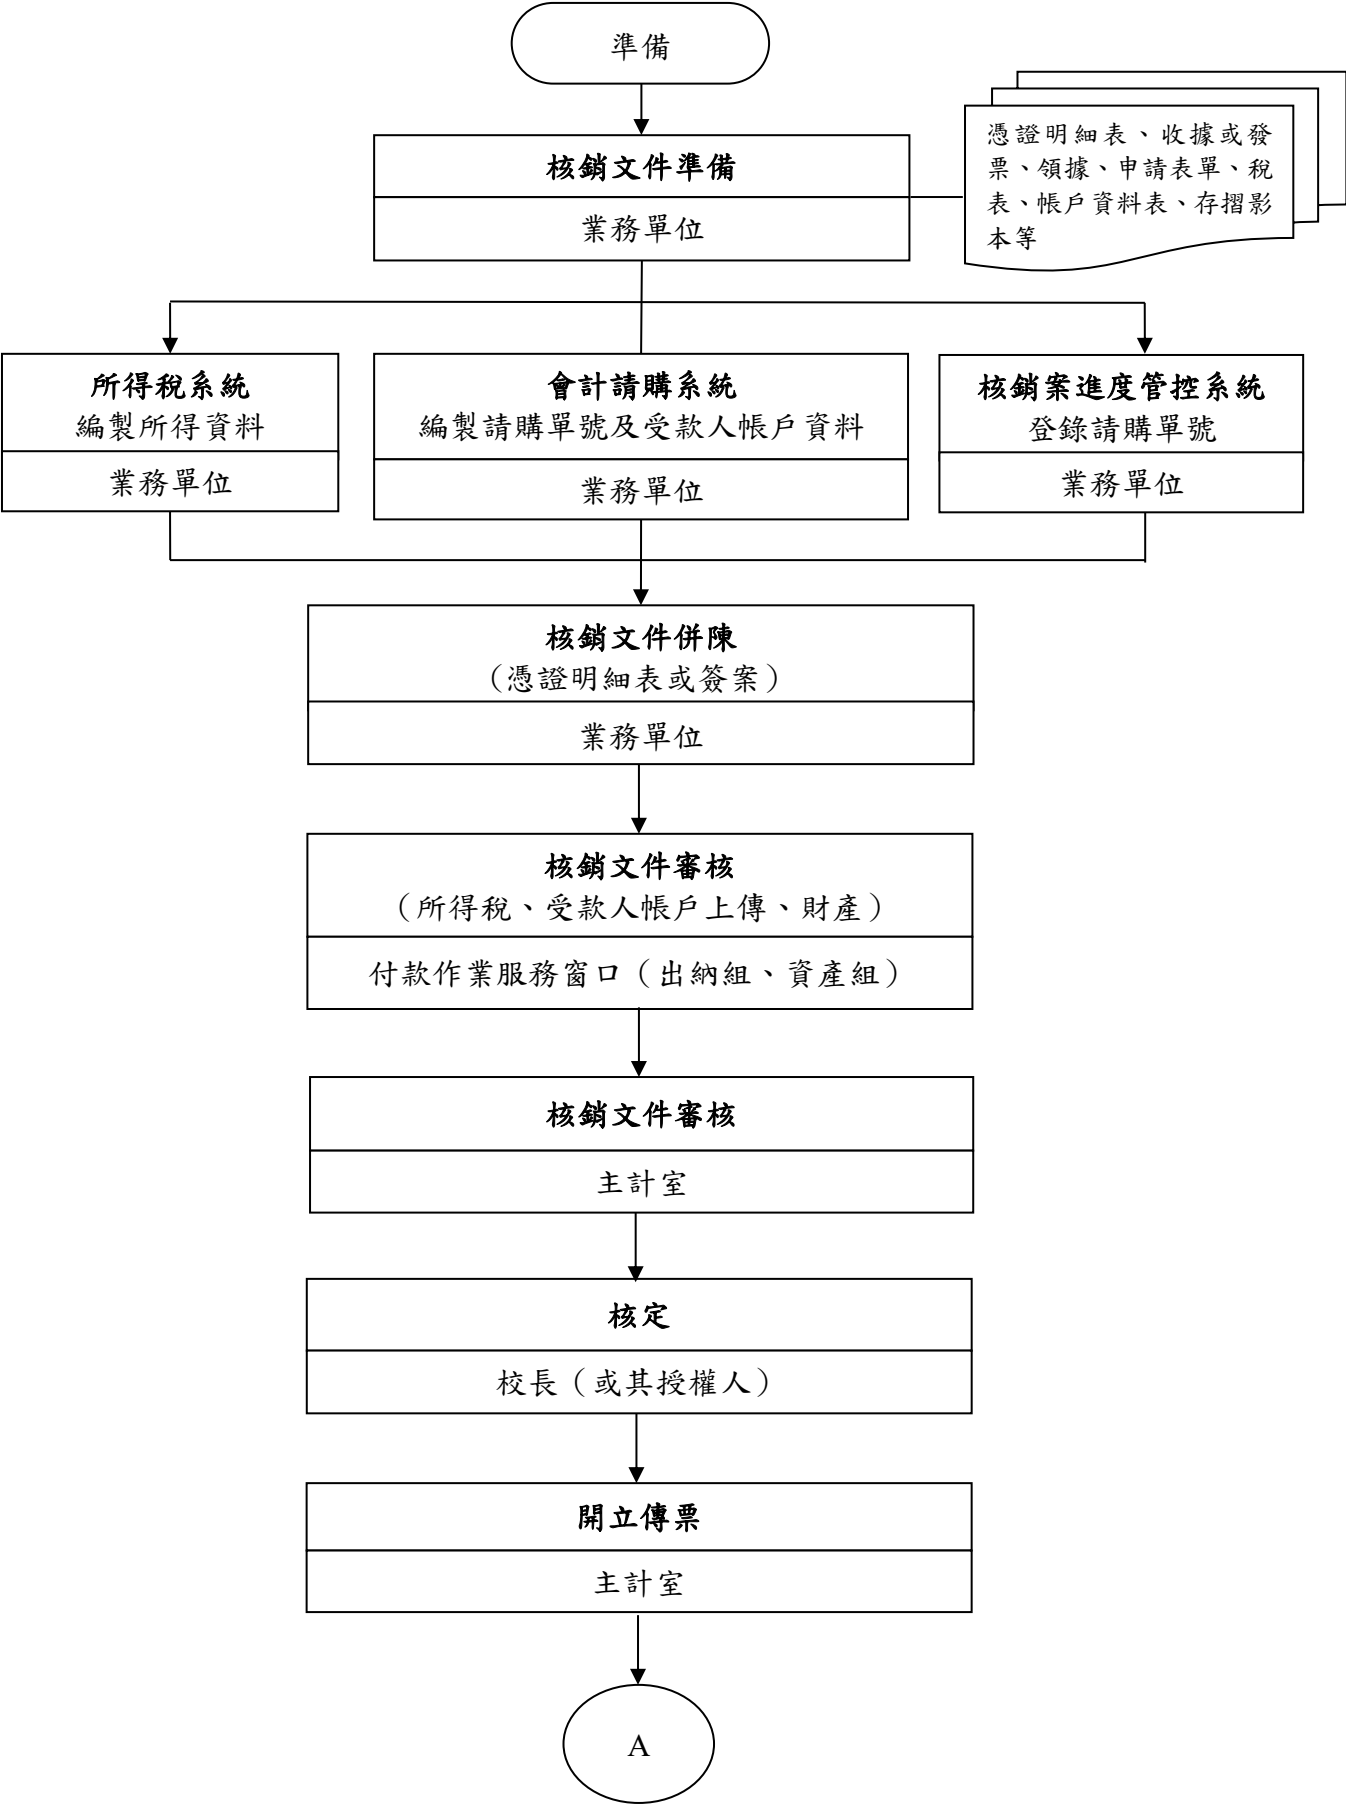 準備
核銷文件準備
業務單位
憑證明細表、收據或發
票、領據、申請表單、稅
表、帳戶資料表、存摺影
本等
所得稅系統
編製所得資料
業務單位
會計請購系統
編製請購單號及受款人帳戶資料
業務單位
核銷案進度管控系統
登錄請購單號
業務單位
核銷文件併陳
（憑證明細表或簽案）
業務單位
核銷文件審核
（所得稅、受款人帳戶上傳、財產）
付款作業服務窗口（出納組、資產組）
核銷文件審核
主計室
核定
校長（或其授權人）
開立傳票
主計室
A